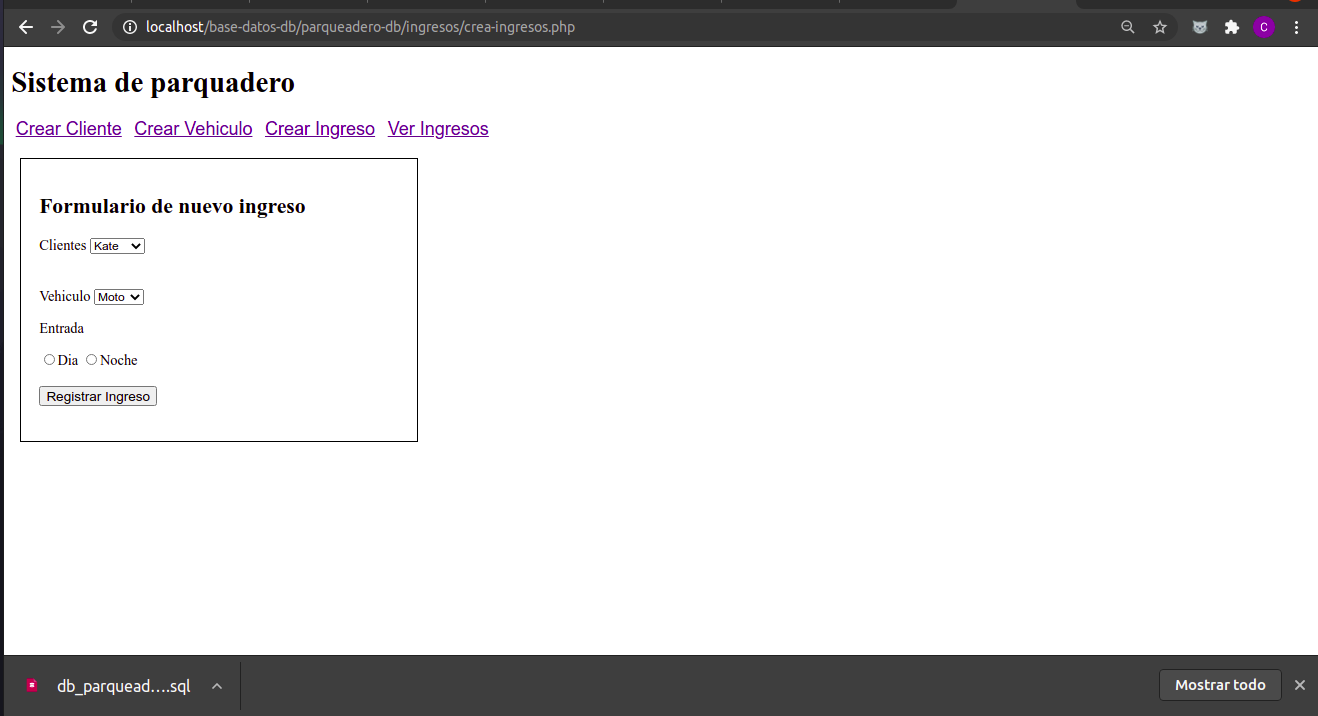 localhost/base-datos-db/parqueadero-db/ingresos/crea-ingresos.php
C
Sistema de parquadero
Crear Cliente Crear Vehiculo Crear Ingreso Ver Ingresos
Formulario de nuevo ingreso
Clientes Kate
Vehiculo Moto
Entrada
Dia Noche
Registrar Ingreso
db_parquead....sql
Mostrar todo